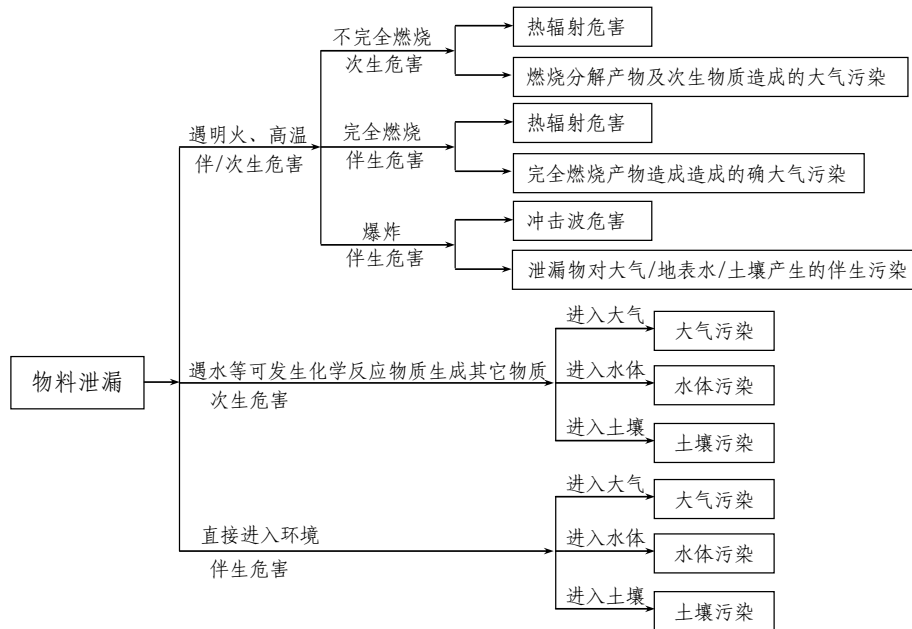 不完全燃烧
次生危害
热辐射危害
燃烧分解产物及次生物质造成的大气污染
遇明火、高温
伴/次生危害
完全燃烧
伴生危害
热辐射危害
完全燃烧产物造成造成的确大气污染
爆炸
伴生危害
冲击波危害
泄漏物对大气/地表水/土壤产生的伴生污染
物料泄漏
遇水等可发生化学反应物质生成其它物质
次生危害
进入大气
大气污染
进入水体
水体污染
进入土壤
土壤污染
直接进入环境
伴生危害
进入大气
大气污染
进入水体
水体污染
进入土壤
土壤污染